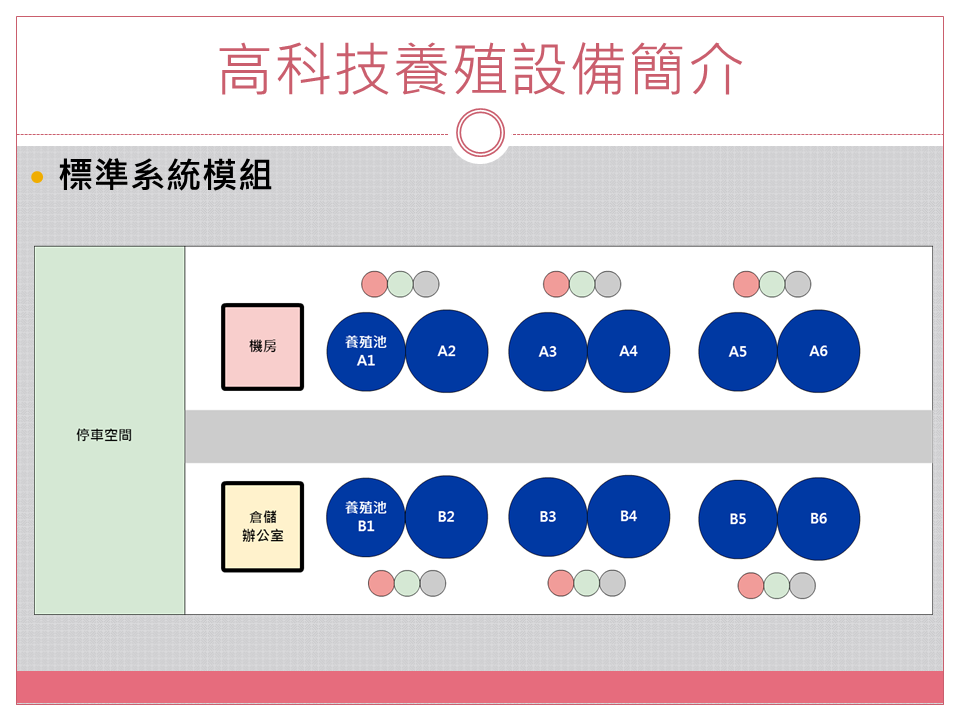 高科技養殖設備簡介
標準系統模組
機房
養殖池
A1
A2
A3
A4
A5
A6
停車空間
倉儲
辦公室
養殖池
B1
B2
B3
B4
B5
B6